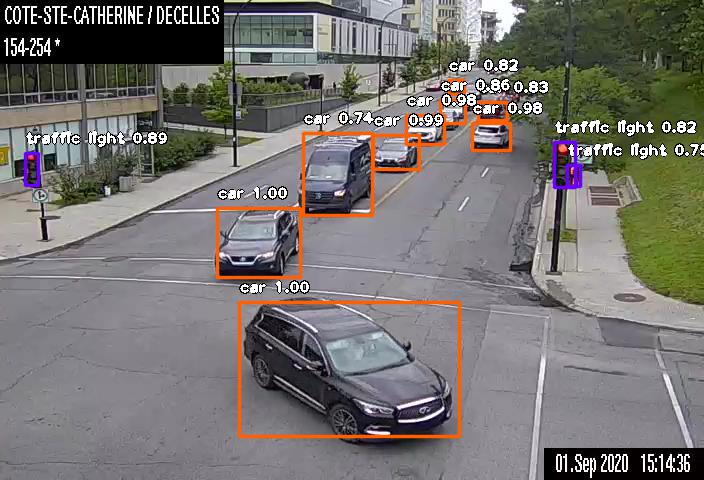 COTE-STE-CATHERINE / DECELLES
154-254 *
car 0.82
car 0.86
0.83
car 0.98
car 0.98
car 0.74
car 0.99
traffic light 0.89
traffic light 0.82
traffic light 0.75
car 1.00
car 1.00
01.Sep 2020 15:14:36